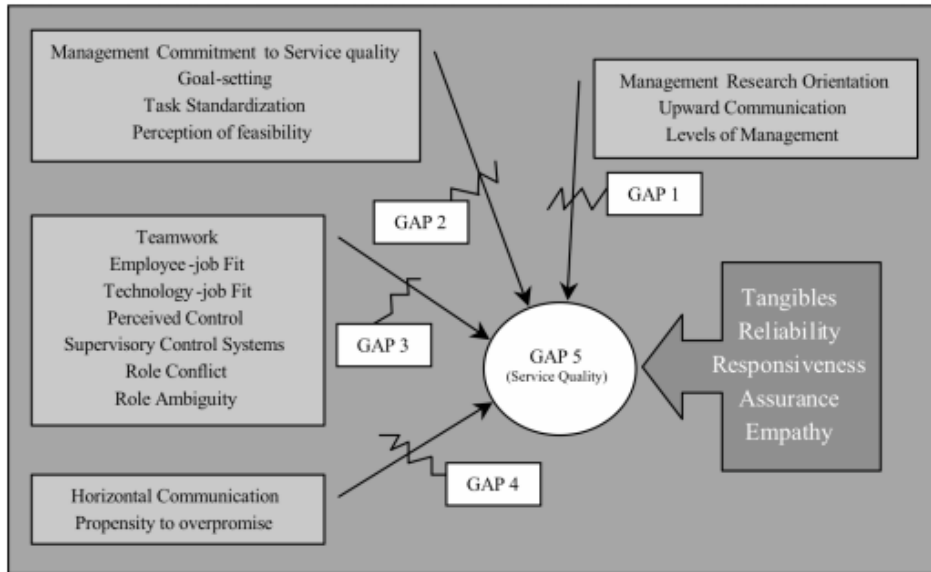 Management Commitment to Service quality
Goal-setting
Task Standardization
Perception of feasibility
Management Research Orientation
Upward Communication
Levels of Management
GAP 1
GAP 2
Teamwork
Employee-job Fit
Technology-job Fit
Perceived Control
Supervisory Control Systems
Role Conflict
Role Ambiguity
GAP 3
GAP 5
(Service Quality)
Tangibles
Reliability
Responsiveness
Assurance
Empathy
GAP 4
Horizontal Communication
Propensity to overpromise